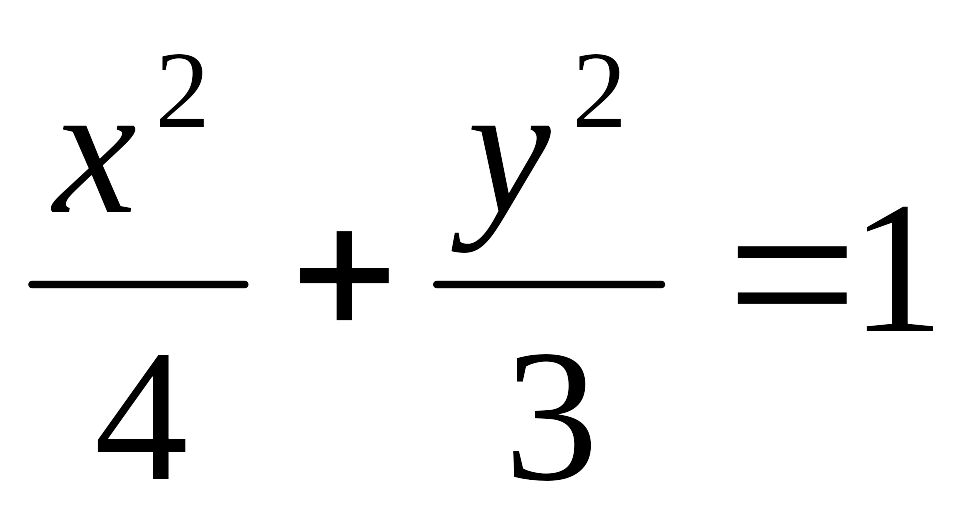 x² / 4 + y² / 3 = 1